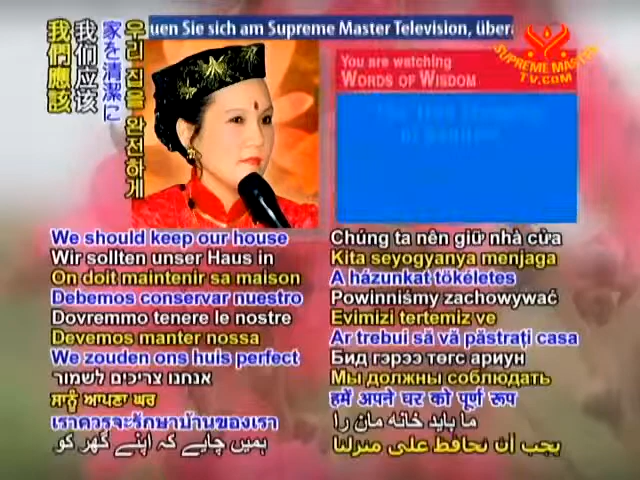 uen Sie sich am Supreme Master Television, über
SUPREME MASTER
TV.COM
我們應該
我们应该
家を清潔に
우리 집을 완전하게
You are watching
WORDS OF WISDOM
We should keep our house
Wir sollten unser Haus in
On doit maintenir sa maison
Debemos conservar nuestro
Dovremmo tenere le nostre
Devemos manter nossa
We zouden ons huis perfect
אנחנו צריכים לשמור
ਸਾਨੂੰ ਆਪਣਾ ਘਰ
เราควรจะรักษาบ้านของเรา
ہمیں چاہیے کہ اپنے گھر کو
Chúng ta nên giữ nhà cửa
Kita seyogyanya menjaga
A házunkat tökéletes
Powinniśmy zachowywać
Evimizi tertemiz ve
Ar trebui să vă păstrați casa
Бид гэрээ төгс ариун
Мы должны соблюдать
हमें अपने घर को पूर्ण रूप
ما باید خانه مان را
يجب أن نحافظ على منزلنا